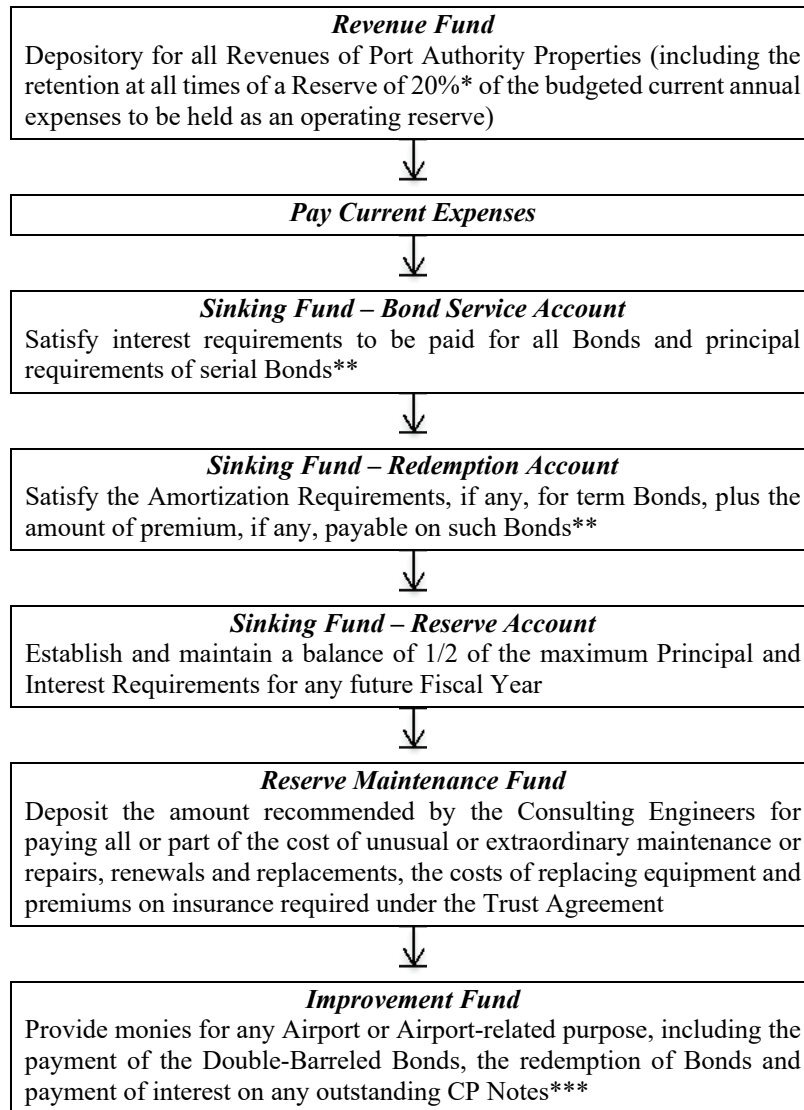 Revenue Fund
Depository for all Revenues of Port Authority Properties (including the
retention at all times of a Reserve of 20%* of the budgeted current annual
expenses to be held as an operating reserve)
Pay Current Expenses
Sinking Fund – Bond Service Account
Satisfy interest requirements to be paid for all Bonds and principal
requirements of serial Bonds**
Sinking Fund – Redemption Account
Satisfy the Amortization Requirements, if any, for term Bonds, plus the
amount of premium, if any, payable on such Bonds**
Sinking Fund – Reserve Account
Establish and maintain a balance of 1/2 of the maximum Principal and
Interest Requirements for any future Fiscal Year
Reserve Maintenance Fund
Deposit the amount recommended by the Consulting Engineers for
paying all or part of the cost of unusual or extraordinary maintenance or
repairs, renewals and replacements, the costs of replacing equipment and
premiums on insurance required under the Trust Agreement
Improvement Fund
Provide monies for any Airport or Airport-related purpose, including the
payment of the Double-Barreled Bonds, the redemption of Bonds and
payment of interest on any outstanding CP Notes***